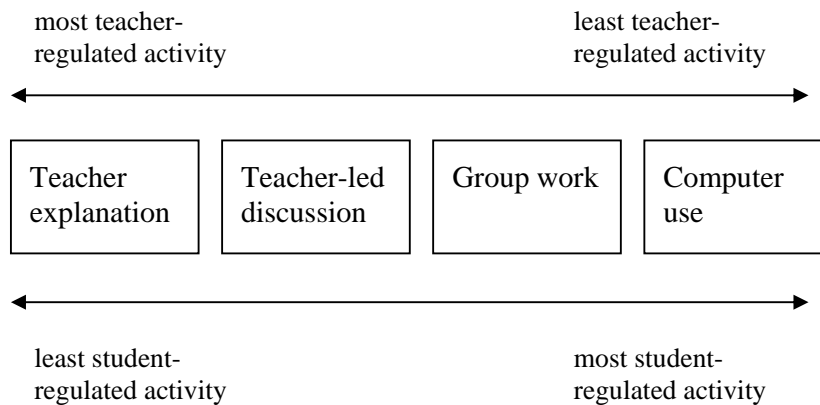 most teacher-
regulated activity
least teacher-
regulated activity
Teacher
explanation
Teacher-led
discussion
Group work
Computer
use
least student-
regulated activity
most student-
regulated activity